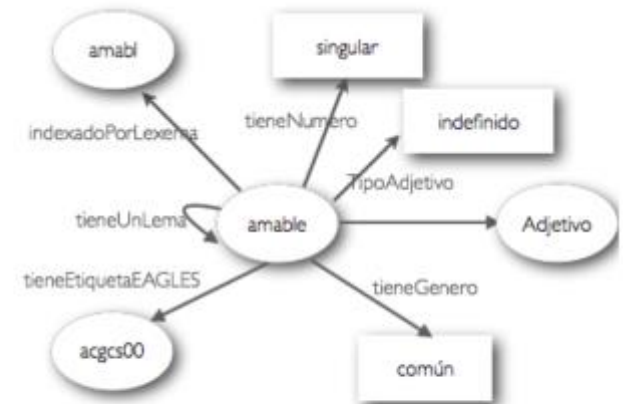 amabl
singular
indexadoPorLexema
tieneNumero
indefinido
TipoAdjetivo
tieneUnLema
amable
Adjetivo
tieneEtiquetaEAGLES
tieneGenero
acgcs00
común